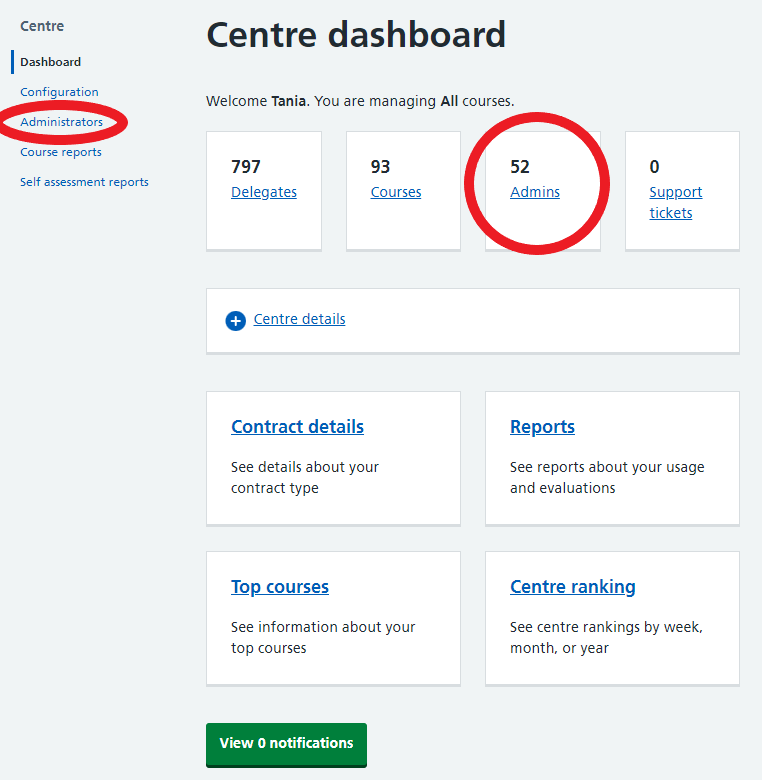 Centre
Dashboard
Configuration
Administrators
Course reports
Self assessment reports
Centre dashboard
Welcome Tania. You are managing All courses.
797
Delegates
93
Courses
52
Admins
0
Support
tickets
Centre details
Contract details
See details about your
contract type
Reports
See reports about your usage
and evaluations
Top courses
See information about your
top courses
Centre ranking
See centre rankings by week,
month, or year
View 0 notifications